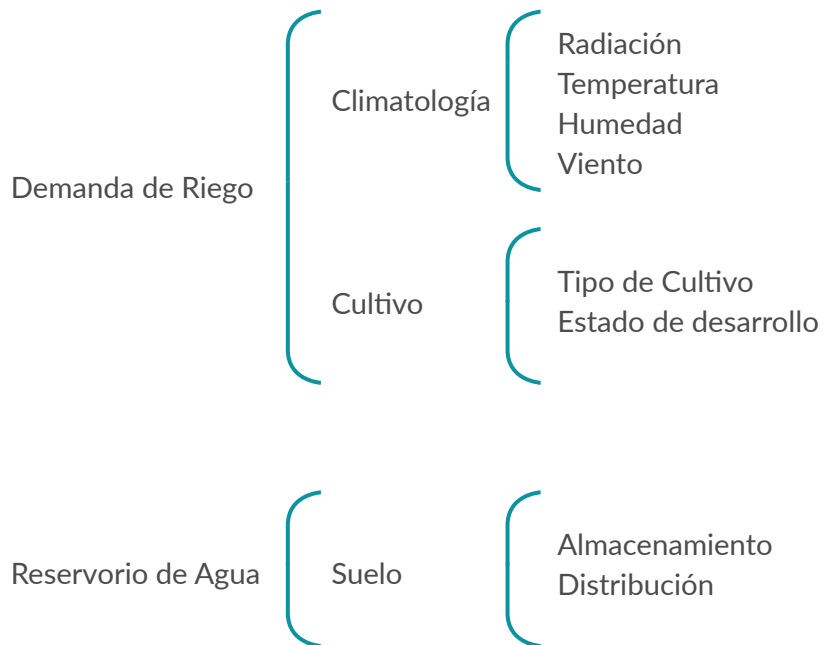 Demanda de Riego
Climatología
Radiación
Temperatura
Humedad
Viento
Cultivo
Tipo de Cultivo
Estado de desarrollo
Reservorio de Agua
Suelo
Almacenamiento
Distribución